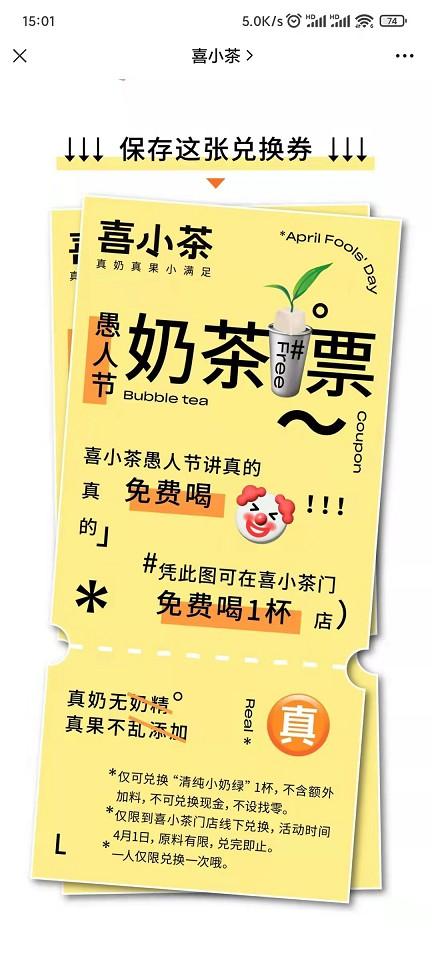 15:01
5.0K/s
HD
HD
74
喜小茶
↓↓↓ 保存这张兑换券 ↓↓↓
喜小茶
真奶真果小满足
*April Fools' Day
愚人节
奶茶票
#Free
Bubble tea
Coupon
喜小茶愚人节讲真的
真 免费喝 !!!
的」
#凭此图可在喜小茶门
免费喝1杯 店)
*
真奶无奶精
真果不乱添加
Real *
真
*仅可兑换“清纯小奶绿”1杯，不含额外
加料，不可兑换现金，不设找零。
*仅限到喜小茶门店线下兑换，活动时间
4月1日，原料有限，兑完即止。
*一人仅限兑换一次哦。
L